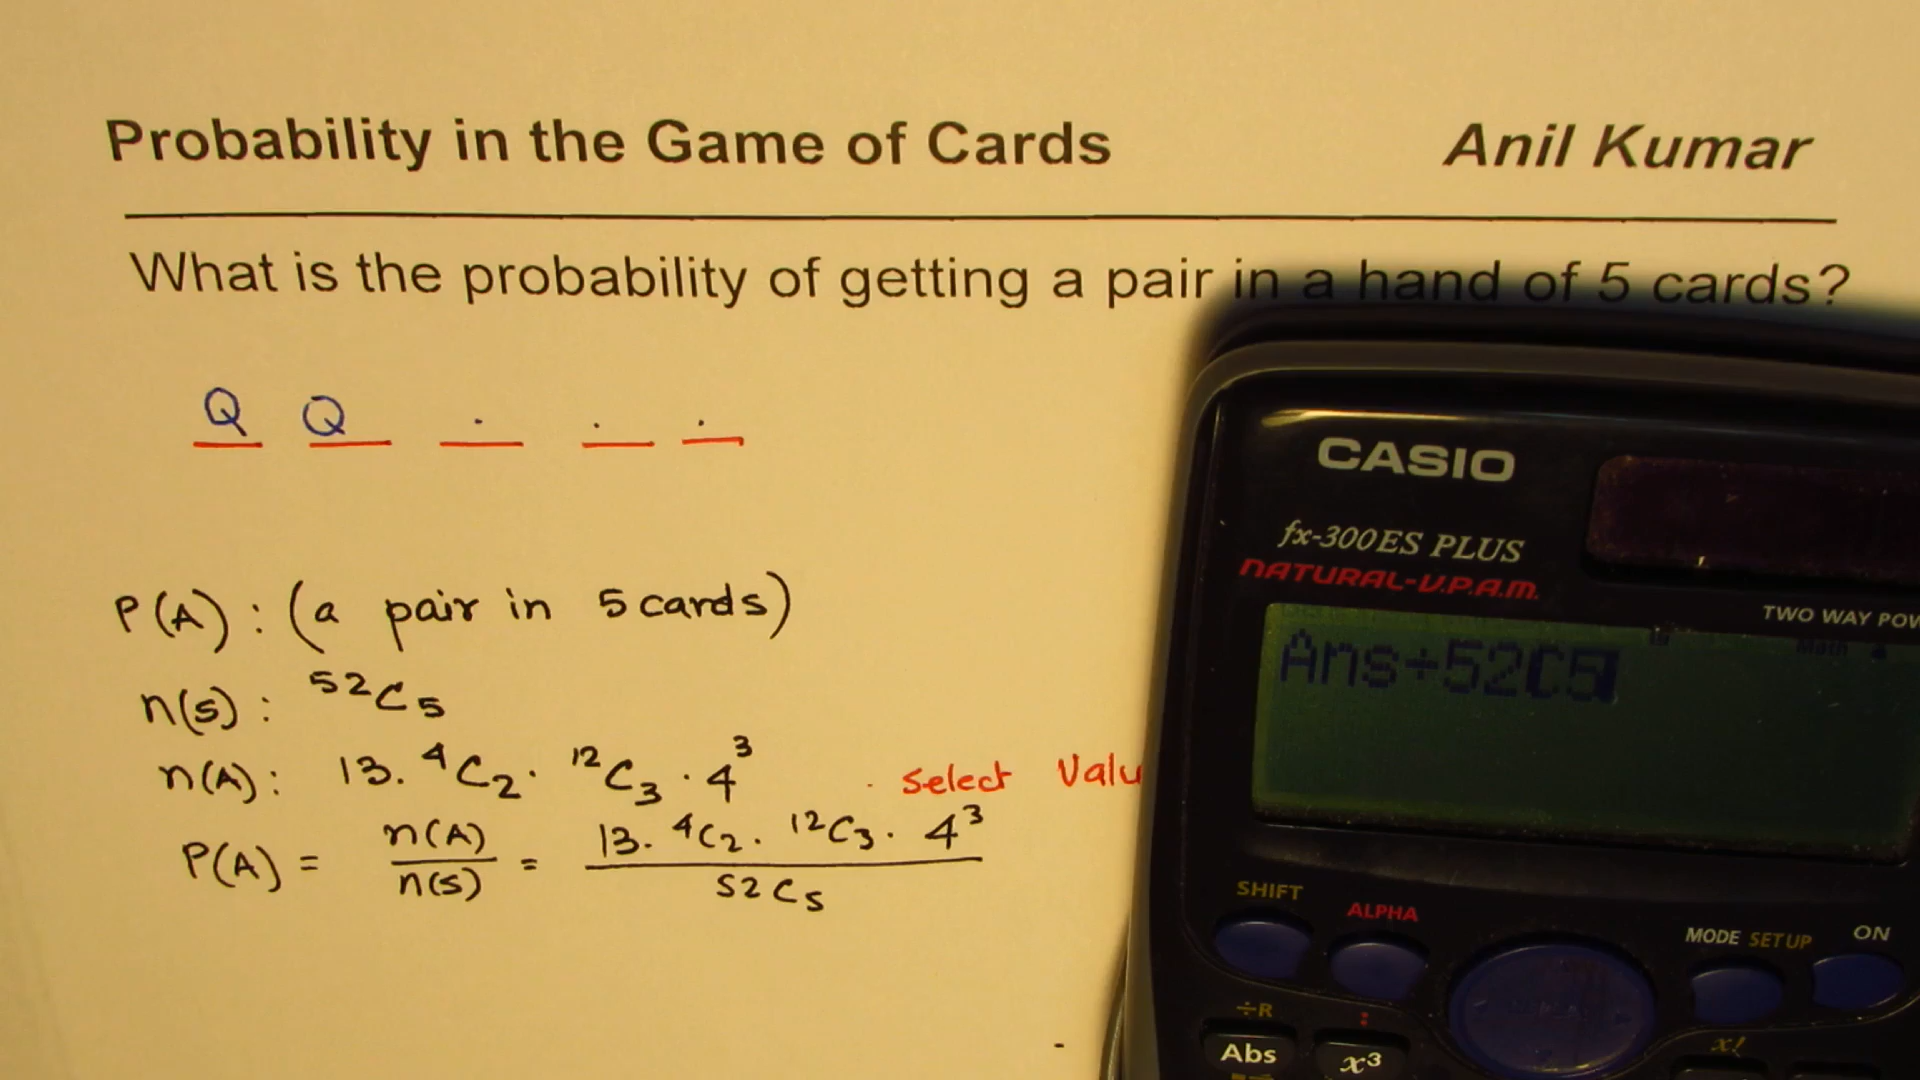 Probability in the Game of Cards Anil Kumar
What is the probability of getting a pair in a hand of 5 cards?
Q Q . . .
P(A) : (a pair in 5 cards)
n(s) : ⁵²C₅
n(A) : 13. ⁴C₂ . ¹²C₃ . 4³ . Select Valu
P(A) = n(A)/n(s) = 13. ⁴C₂ . ¹²C₃ . 4³ / 52C₅
CASIO
fx-300ES PLUS
NATURAL-V.P.A.M.
TWO WAY POW
Math ▲
Ans÷52C5
SHIFT ALPHA MODE SETUP ON
÷R :
Abs x³ x!